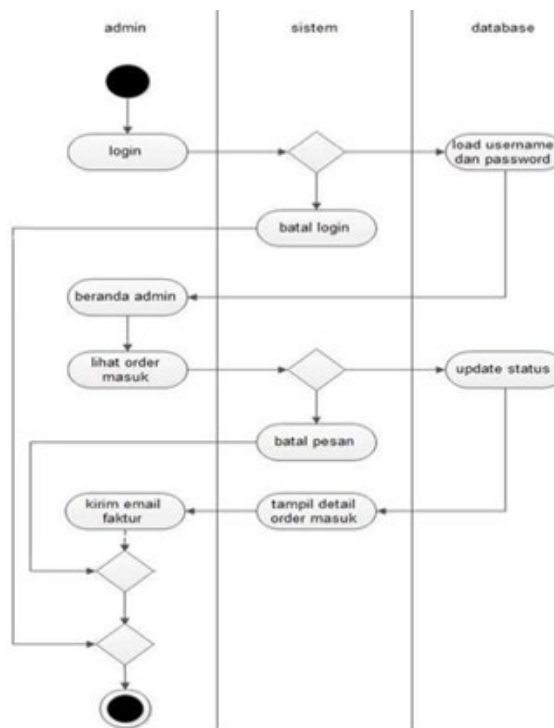 admin
sistem
database
login
load username
dan password
batal login
beranda admin
lihat order
masuk
update status
batal pesan
kirim email
faktur
tampil detail
order masuk